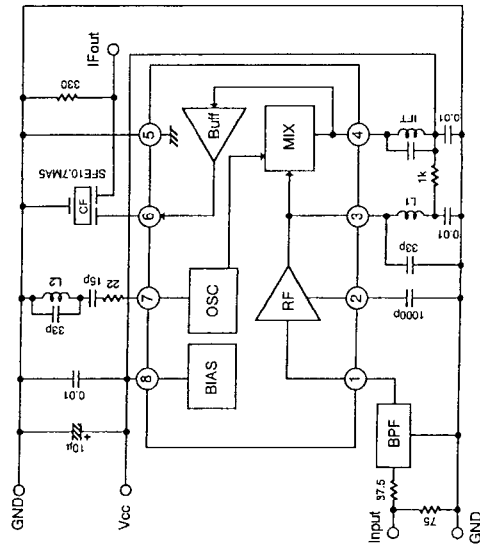 GND
Vcc
10μ
+
0.01
L2
33p
15p
22
SFE10.7MA5
CF
330
IFout
8
7
6
5
BIAS
OSC
Buff
MIX
RF
1
2
3
4
BPF
37.5
Input
75
GND
1000p
33p
L1
0.01
1k
IFT
0.01